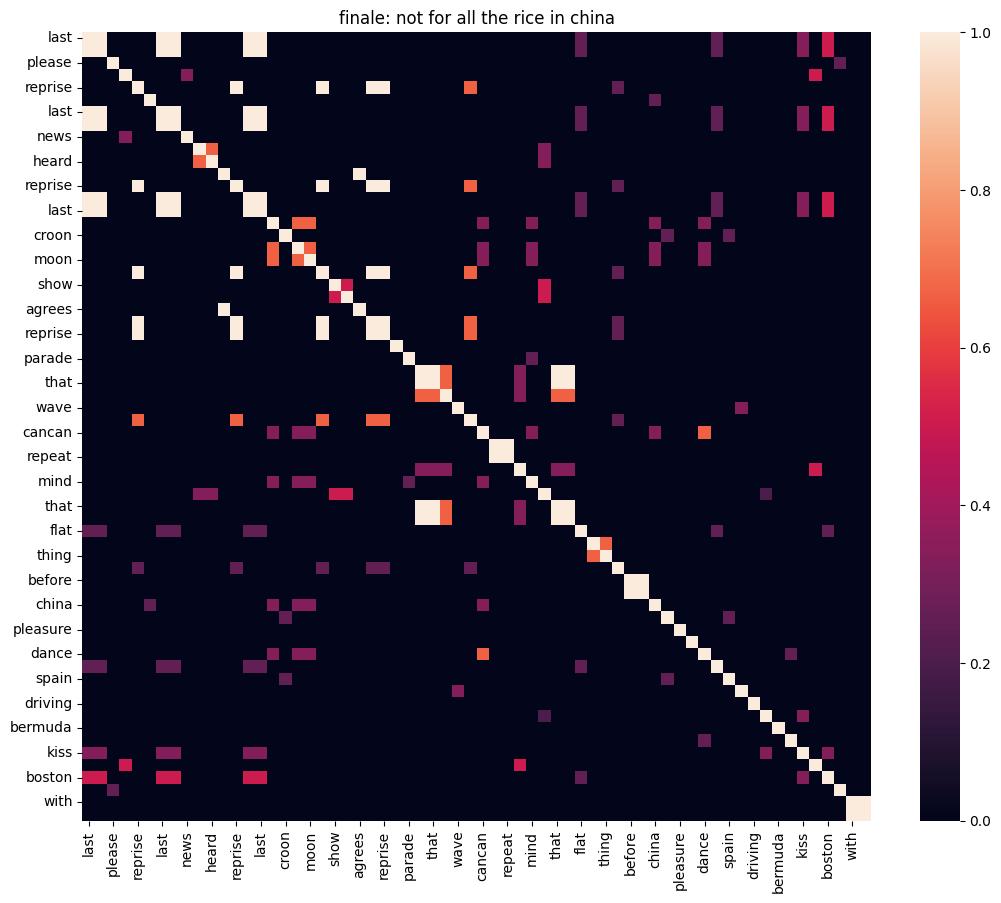 finale: not for all the rice in china
last
please
reprise
last
news
heard
reprise
last
croon
moon
show
agrees
reprise
parade
that
wave
cancan
repeat
mind
that
flat
thing
before
china
pleasure
dance
spain
driving
bermuda
kiss
boston
with
last
please
reprise
last
news
heard
reprise
last
croon
moon
show
agrees
reprise
parade
that
wave
cancan
repeat
mind
that
flat
thing
before
china
pleasure
dance
spain
driving
bermuda
kiss
boston
with
1.0
0.8
0.6
0.4
0.2
0.0